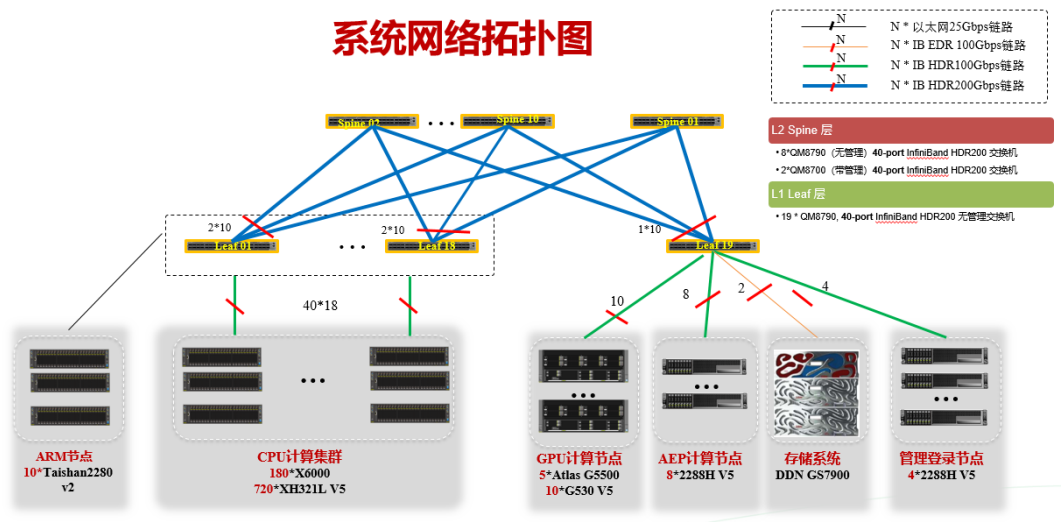 系统网络拓扑图
N
N * 以太网25Gbps链路
N
N * IB EDR 100Gbps链路
N
N * IB HDR100Gbps链路
N
N * IB HDR200Gbps链路
L2 Spine 层
• 8*QM8790（无管理）40-port InfiniBand HDR200 交换机
• 2*QM8700（带管理）40-port InfiniBand HDR200 交换机
L1 Leaf 层
• 19 * QM8790, 40-port InfiniBand HDR200 无管理交换机
Spine 02
• • •
Spine 10
Spine 01
2*10
2*10
1*10
Leaf 01
• • •
Leaf 18
Leaf 19
40*18
10
8
2
4
•••
•••
•••
•••
ARM节点
10*Taishan2280
v2
CPU计算集群
180*X6000
720*XH321L V5
GPU计算节点
5*Atlas G5500
10*G530 V5
AEP计算节点
8*2288H V5
存储系统
DDN GS7900
管理登录节点
4*2288H V5